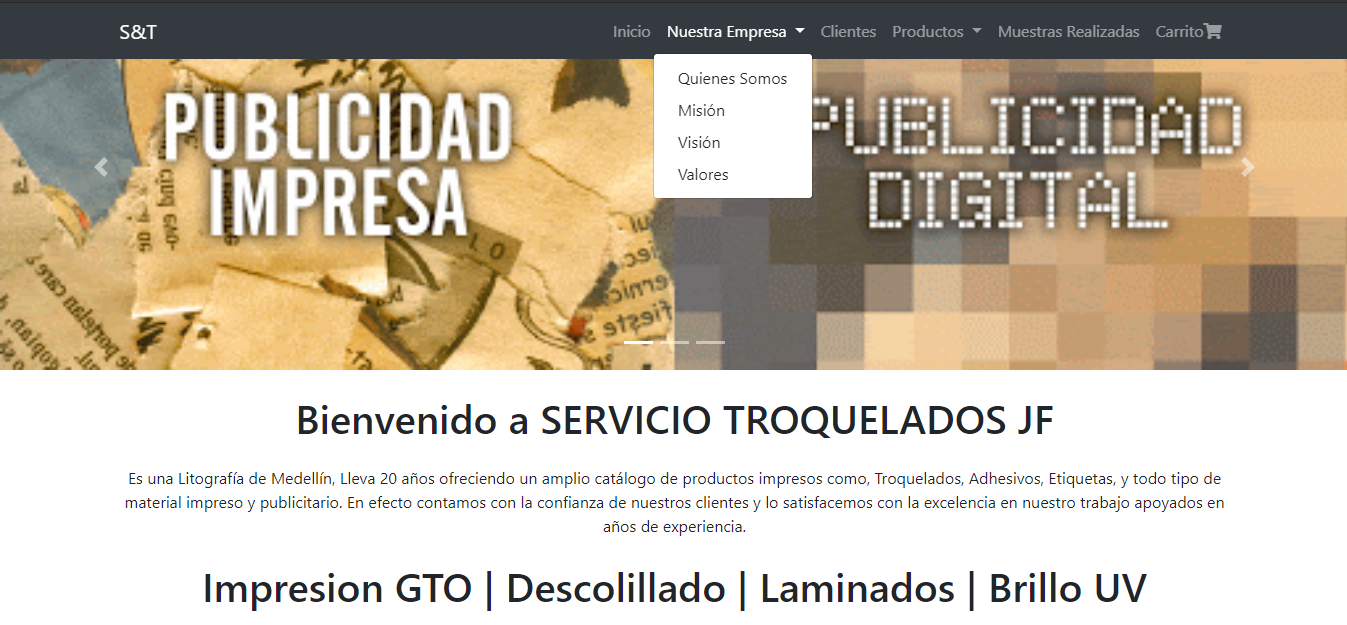 S&T
Inicio Nuestra Empresa Clientes Productos Muestras Realizadas Carrito
Quienes Somos
Misión
Visión
Valores
PUBLICIDAD
IMPRESA
PUBLICIDAD
DIGITAL
Bienvenido a SERVICIO TROQUELADOS JF
Es una Litografía de Medellín, Lleva 20 años ofreciendo un amplio catálogo de productos impresos como, Troquelados, Adhesivos, Etiquetas, y todo tipo de
material impreso y publicitario. En efecto contamos con la confianza de nuestros clientes y lo satisfacemos con la excelencia en nuestro trabajo apoyados en
años de experiencia.
Impresion GTO | Descolillado | Laminados | Brillo UV